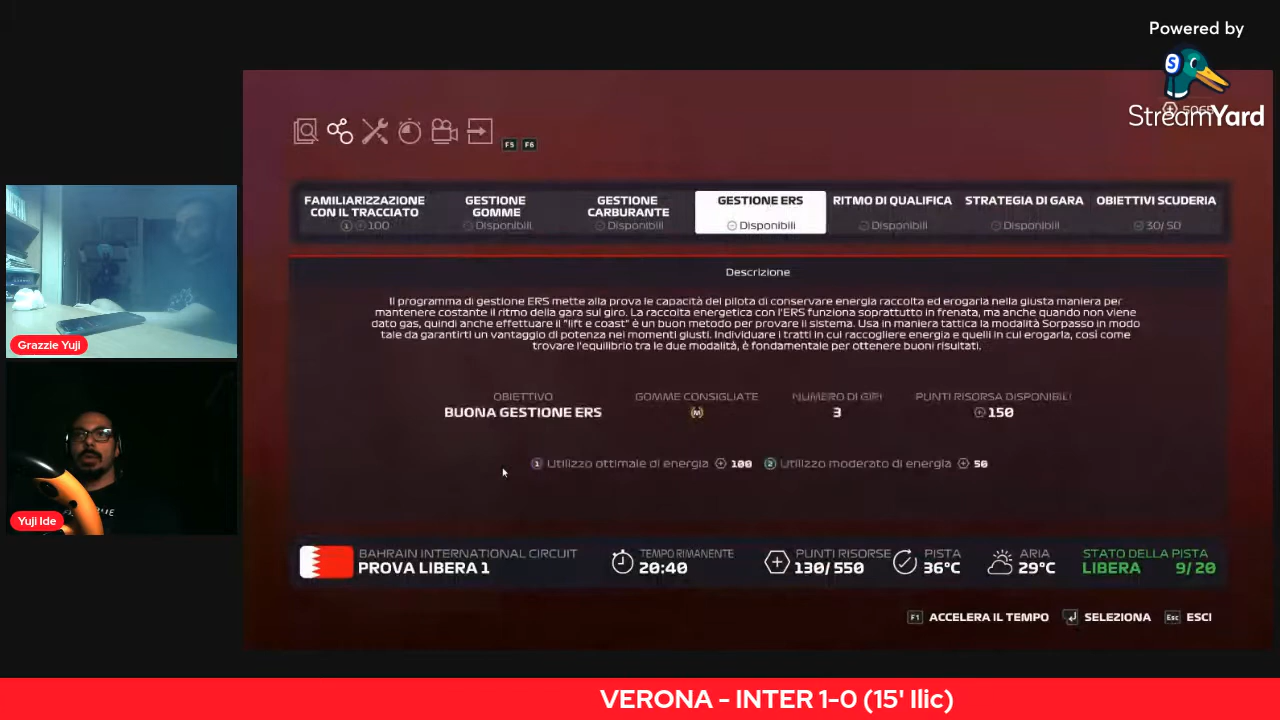 Powered by
5065
StreamYard
F5 F6
FAMILIARIZZAZIONE CON IL TRACCIATO
100
GESTIONE GOMME
Disponibili
GESTIONE CARBURANTE
Disponibili
GESTIONE ERS
Disponibili
RITMO DI QUALIFICA
Disponibili
STRATEGIA DI GARA
Disponibili
OBIETTIVI SCUDERIA
30/50
Descrizione
Il programma di gestione ERS mette alla prova le capacità del pilota di conservare energia raccolta ed erogarla nella giusta maniera per
mantenere costante il ritmo della gara sul giro. La raccolta energetica con l'ERS funziona soprattutto in frenata, ma anche quando non viene
dato gas, quindi anche effettuare il "lift e coast" è un buon metodo per provare il sistema. Usa in maniera tattica la modalità Sorpasso in modo
tale da garantirti un vantaggio di potenza nei momenti giusti. Individuare i tratti in cui raccogliere energia e quelli in cui erogarla, così come
trovare l'equilibrio tra le due modalità, è fondamentale per ottenere buoni risultati.
OBIETTIVO
BUONA GESTIONE ERS
GOMME CONSIGLIATE
M
NUMERO DI GIRI
3
PUNTI RISORSA DISPONIBILI
150
1 Utilizzo ottimale di energia 100 2 Utilizzo moderato di energia 50
BAHRAIN INTERNATIONAL CIRCUIT
PROVA LIBERA 1
TEMPO RIMANENTE
20:40
PUNTI RISORSE
130/550
PISTA
36°C
ARIA
29°C
STATO DELLA PISTA
LIBERA 9/20
F1 ACCELERA IL TEMPO SELEZIONA Esc ESCI
Grazzie Yuji
Yuji Ide
VERONA - INTER 1-0 (15' Ilic)